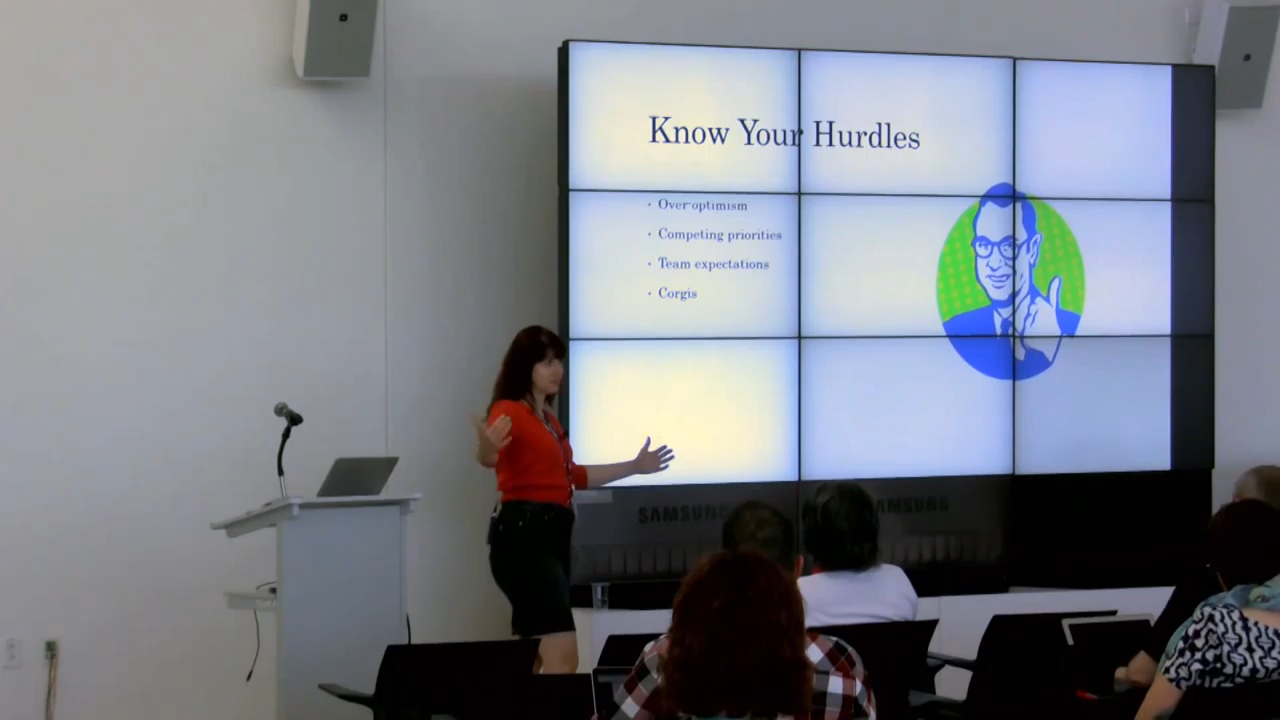 Know Your Hurdles
· Over-optimism
· Competing priorities
· Team expectations
· Corgis
SAMSUNG SAMSUNG